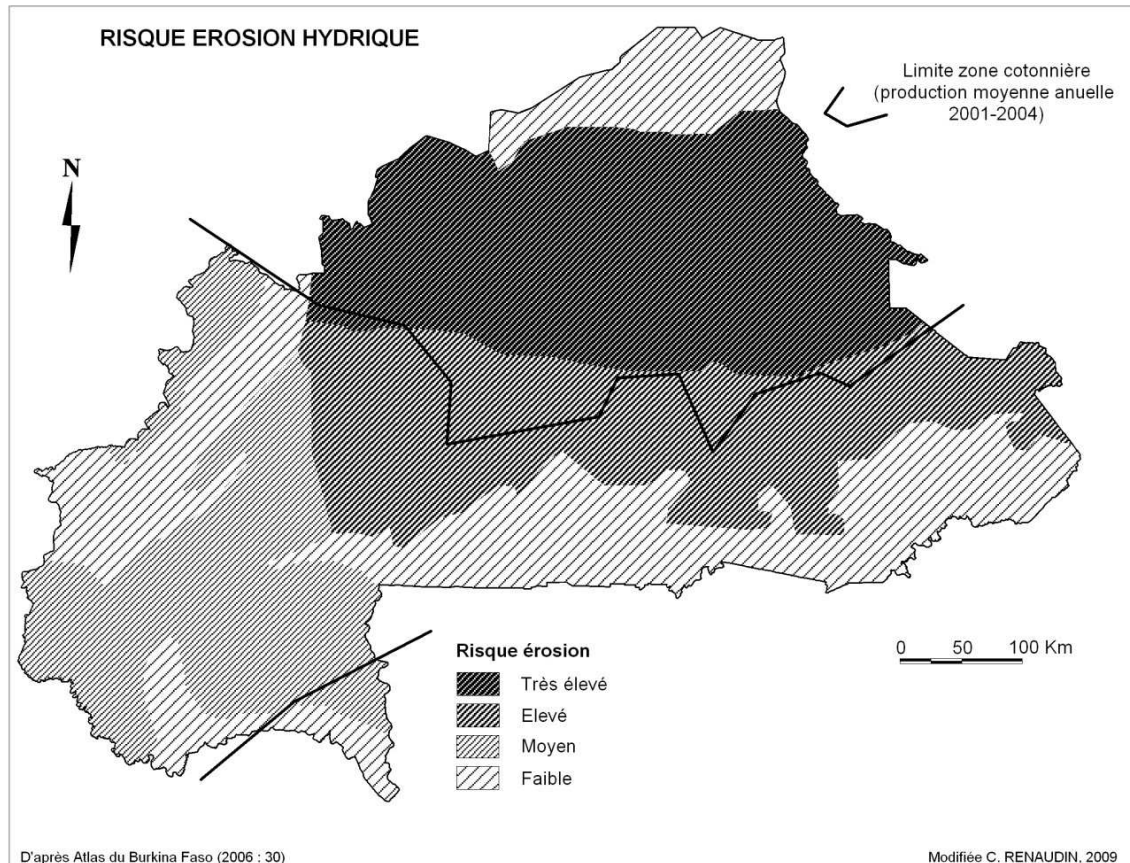 RISQUE EROSION HYDRIQUE
Limite zone cotonnière
(production moyenne anuelle
2001-2004)
N
Risque érosion
Très élevé
Elevé
Moyen
Faible
0 50 100 Km
D'après Atlas du Burkina Faso (2006 : 30)
Modifiée C. RENAUDIN, 2009